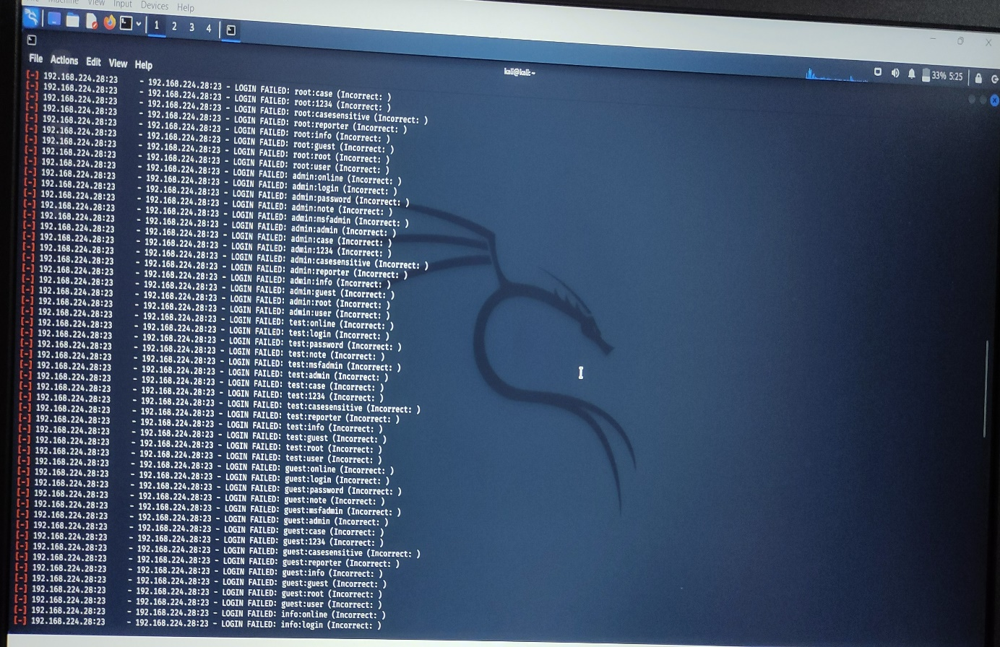 Machine View Input Devices Help
1 2 3 4
33% 5:25
File Actions Edit View Help
kali@kali: ~
[-] 192.168.224.28:23 - 192.168.224.28:23 - LOGIN FAILED: root:case (Incorrect: )
[-] 192.168.224.28:23 - 192.168.224.28:23 - LOGIN FAILED: root:1234 (Incorrect: )
[-] 192.168.224.28:23 - 192.168.224.28:23 - LOGIN FAILED: root:casesensitive (Incorrect: )
[-] 192.168.224.28:23 - 192.168.224.28:23 - LOGIN FAILED: root:reporter (Incorrect: )
[-] 192.168.224.28:23 - 192.168.224.28:23 - LOGIN FAILED: root:info (Incorrect: )
[-] 192.168.224.28:23 - 192.168.224.28:23 - LOGIN FAILED: root:guest (Incorrect: )
[-] 192.168.224.28:23 - 192.168.224.28:23 - LOGIN FAILED: root:root (Incorrect: )
[-] 192.168.224.28:23 - 192.168.224.28:23 - LOGIN FAILED: root:user (Incorrect: )
[-] 192.168.224.28:23 - 192.168.224.28:23 - LOGIN FAILED: admin:online (Incorrect: )
[-] 192.168.224.28:23 - 192.168.224.28:23 - LOGIN FAILED: admin:login (Incorrect: )
[-] 192.168.224.28:23 - 192.168.224.28:23 - LOGIN FAILED: admin:password (Incorrect: )
[-] 192.168.224.28:23 - 192.168.224.28:23 - LOGIN FAILED: admin:note (Incorrect: )
[-] 192.168.224.28:23 - 192.168.224.28:23 - LOGIN FAILED: admin:msfadmin (Incorrect: )
[-] 192.168.224.28:23 - 192.168.224.28:23 - LOGIN FAILED: admin:admin (Incorrect: )
[-] 192.168.224.28:23 - 192.168.224.28:23 - LOGIN FAILED: admin:case (Incorrect: )
[-] 192.168.224.28:23 - 192.168.224.28:23 - LOGIN FAILED: admin:1234 (Incorrect: )
[-] 192.168.224.28:23 - 192.168.224.28:23 - LOGIN FAILED: admin:casesensitive (Incorrect: )
[-] 192.168.224.28:23 - 192.168.224.28:23 - LOGIN FAILED: admin:reporter (Incorrect: )
[-] 192.168.224.28:23 - 192.168.224.28:23 - LOGIN FAILED: admin:info (Incorrect: )
[-] 192.168.224.28:23 - 192.168.224.28:23 - LOGIN FAILED: admin:guest (Incorrect: )
[-] 192.168.224.28:23 - 192.168.224.28:23 - LOGIN FAILED: admin:root (Incorrect: )
[-] 192.168.224.28:23 - 192.168.224.28:23 - LOGIN FAILED: admin:user (Incorrect: )
[-] 192.168.224.28:23 - 192.168.224.28:23 - LOGIN FAILED: test:online (Incorrect: )
[-] 192.168.224.28:23 - 192.168.224.28:23 - LOGIN FAILED: test:login (Incorrect: )
[-] 192.168.224.28:23 - 192.168.224.28:23 - LOGIN FAILED: test:password (Incorrect: )
[-] 192.168.224.28:23 - 192.168.224.28:23 - LOGIN FAILED: test:note (Incorrect: )
[-] 192.168.224.28:23 - 192.168.224.28:23 - LOGIN FAILED: test:msfadmin (Incorrect: )
[-] 192.168.224.28:23 - 192.168.224.28:23 - LOGIN FAILED: test:admin (Incorrect: )
[-] 192.168.224.28:23 - 192.168.224.28:23 - LOGIN FAILED: test:case (Incorrect: )
[-] 192.168.224.28:23 - 192.168.224.28:23 - LOGIN FAILED: test:1234 (Incorrect: )
[-] 192.168.224.28:23 - 192.168.224.28:23 - LOGIN FAILED: test:casesensitive (Incorrect: )
[-] 192.168.224.28:23 - 192.168.224.28:23 - LOGIN FAILED: test:reporter (Incorrect: )
[-] 192.168.224.28:23 - 192.168.224.28:23 - LOGIN FAILED: test:info (Incorrect: )
[-] 192.168.224.28:23 - 192.168.224.28:23 - LOGIN FAILED: test:guest (Incorrect: )
[-] 192.168.224.28:23 - 192.168.224.28:23 - LOGIN FAILED: test:root (Incorrect: )
[-] 192.168.224.28:23 - 192.168.224.28:23 - LOGIN FAILED: test:user (Incorrect: )
[-] 192.168.224.28:23 - 192.168.224.28:23 - LOGIN FAILED: guest:online (Incorrect: )
[-] 192.168.224.28:23 - 192.168.224.28:23 - LOGIN FAILED: guest:login (Incorrect: )
[-] 192.168.224.28:23 - 192.168.224.28:23 - LOGIN FAILED: guest:password (Incorrect: )
[-] 192.168.224.28:23 - 192.168.224.28:23 - LOGIN FAILED: guest:note (Incorrect: )
[-] 192.168.224.28:23 - 192.168.224.28:23 - LOGIN FAILED: guest:msfadmin (Incorrect: )
[-] 192.168.224.28:23 - 192.168.224.28:23 - LOGIN FAILED: guest:admin (Incorrect: )
[-] 192.168.224.28:23 - 192.168.224.28:23 - LOGIN FAILED: guest:case (Incorrect: )
[-] 192.168.224.28:23 - 192.168.224.28:23 - LOGIN FAILED: guest:1234 (Incorrect: )
[-] 192.168.224.28:23 - 192.168.224.28:23 - LOGIN FAILED: guest:casesensitive (Incorrect: )
[-] 192.168.224.28:23 - 192.168.224.28:23 - LOGIN FAILED: guest:reporter (Incorrect: )
[-] 192.168.224.28:23 - 192.168.224.28:23 - LOGIN FAILED: guest:info (Incorrect: )
[-] 192.168.224.28:23 - 192.168.224.28:23 - LOGIN FAILED: guest:guest (Incorrect: )
[-] 192.168.224.28:23 - 192.168.224.28:23 - LOGIN FAILED: guest:root (Incorrect: )
[-] 192.168.224.28:23 - 192.168.224.28:23 - LOGIN FAILED: guest:user (Incorrect: )
[-] 192.168.224.28:23 - 192.168.224.28:23 - LOGIN FAILED: info:online (Incorrect: )
[-] 192.168.224.28:23 - 192.168.224.28:23 - LOGIN FAILED: info:login (Incorrect: )